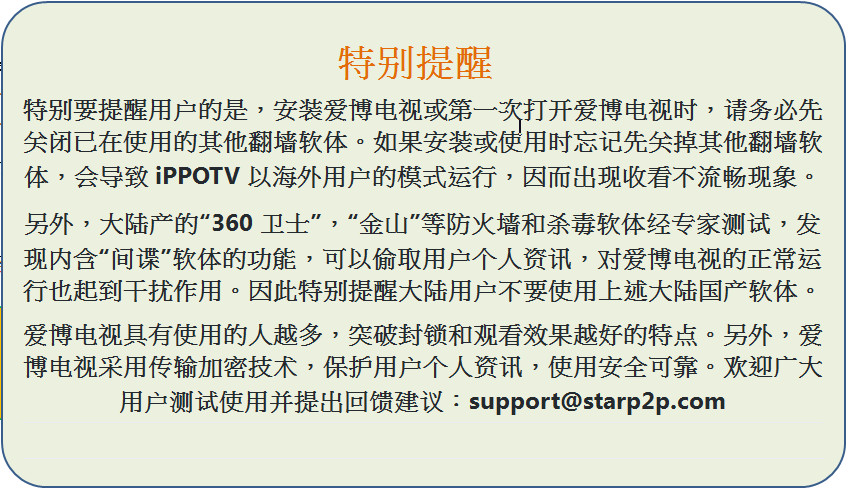 特别提醒
特别要提醒用户的是，安装爱博电视或第一次打开爱博电视时，请务必先
关闭已在使用的其他翻墙软体。如果安装或使用时忘记先关掉其他翻墙软
体，会导致 iPPOTV 以海外用户的模式运行，因而出现收看不流畅现象。
另外，大陆产的“360 卫士”，“金山”等防火墙和杀毒软体经专家测试，发
现内含“间谍”软体的功能，可以偷取用户个人资讯，对爱博电视的正常运
行也起到干扰作用。因此特别提醒大陆用户不要使用上述大陆国产软体。
爱博电视具有使用的人越多，突破封锁和观看效果越好的特点。另外，爱
博电视采用传输加密技术，保护用户个人资讯，使用安全可靠。欢迎广大
用户测试使用并提出回馈建议：support@starp2p.com